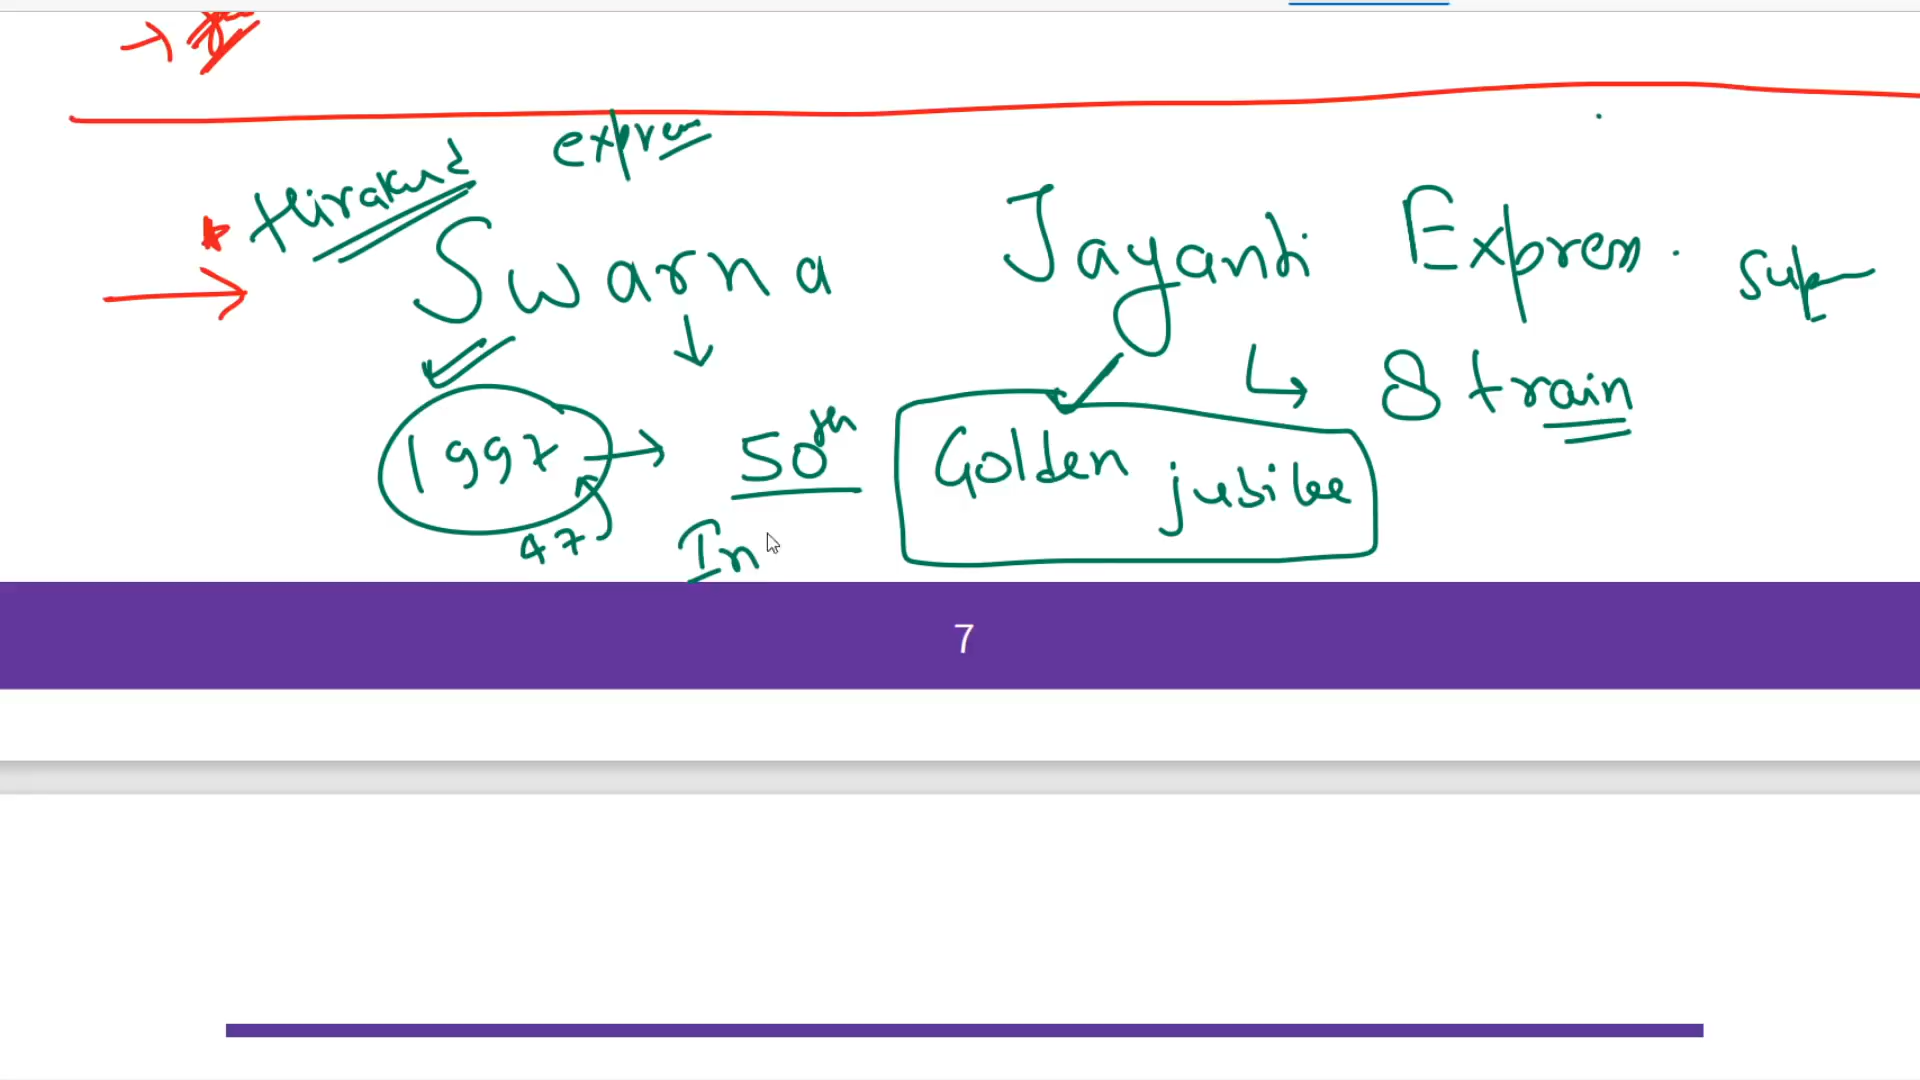 express
Hirakud
Swarna Jayanti Express. Sup
8 train
1997 → 50th Golden jubilee
47 In
7